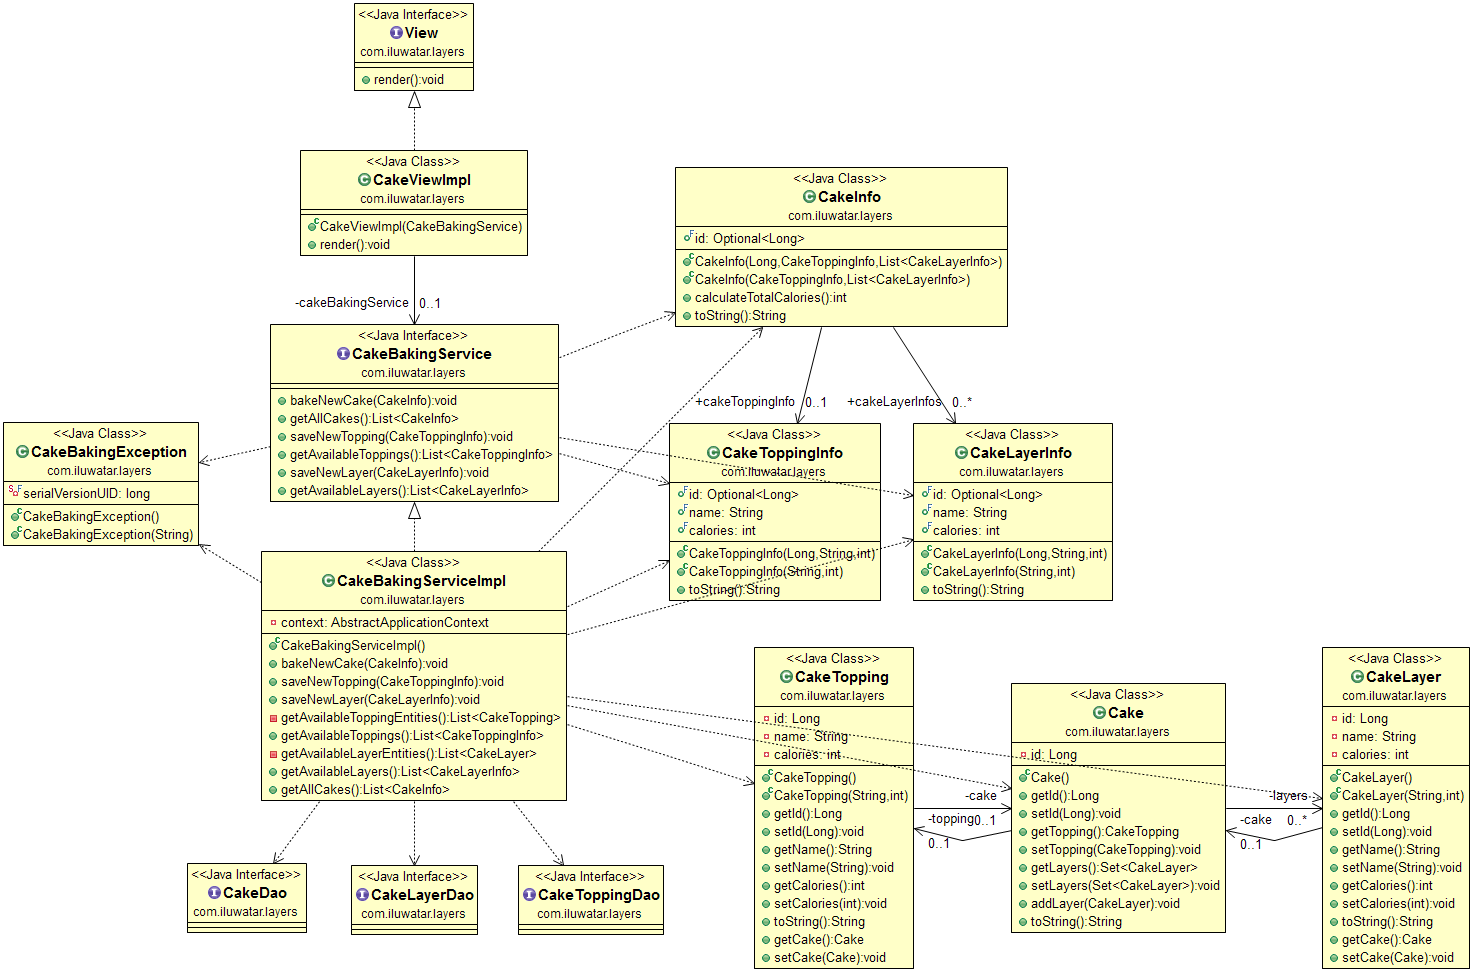 <<Java Interface>>
View
com.iluwatar.layers
render():void
<<Java Class>>
CakeViewImpl
com.iluwatar.layers
CakeViewImpl(CakeBakingService)
render():void
-cakeBakingService
0..1
<<Java Class>>
CakeInfo
com.iluwatar.layers
id: Optional<Long>
CakeInfo(Long,CakeToppingInfo,List<CakeLayerInfo>)
CakeInfo(CakeToppingInfo,List<CakeLayerInfo>)
calculateTotalCalories():int
toString():String
+cakeToppingInfo
0..1
+cakeLayerInfos
0..*
<<Java Interface>>
CakeBakingService
com.iluwatar.layers
bakeNewCake(CakeInfo):void
getAllCakes():List<CakeInfo>
saveNewTopping(CakeToppingInfo):void
getAvailableToppings():List<CakeToppingInfo>
saveNewLayer(CakeLayerInfo):void
getAvailableLayers():List<CakeLayerInfo>
<<Java Class>>
CakeBakingException
com.iluwatar.layers
serialVersionUID: long
CakeBakingException()
CakeBakingException(String)
<<Java Class>>
CakeToppingInfo
com.iluwatar.layers
id: Optional<Long>
name: String
calories: int
CakeToppingInfo(Long,String,int)
CakeToppingInfo(String,int)
toString():String
<<Java Class>>
CakeLayerInfo
com.iluwatar.layers
id: Optional<Long>
name: String
calories: int
CakeLayerInfo(Long,String,int)
CakeLayerInfo(String,int)
toString():String
<<Java Class>>
CakeBakingServiceImpl
com.iluwatar.layers
context: AbstractApplicationContext
CakeBakingServiceImpl()
bakeNewCake(CakeInfo):void
saveNewTopping(CakeToppingInfo):void
saveNewLayer(CakeLayerInfo):void
getAvailableToppingEntities():List<CakeTopping>
getAvailableToppings():List<CakeToppingInfo>
getAvailableLayerEntities():List<CakeLayer>
getAvailableLayers():List<CakeLayerInfo>
getAllCakes():List<CakeInfo>
<<Java Class>>
CakeTopping
com.iluwatar.layers
id: Long
name: String
calories: int
CakeTopping()
CakeTopping(String,int)
getId():Long
setId(Long):void
getName():String
setName(String):void
getCalories():int
setCalories(int):void
toString():String
getCake():Cake
setCake(Cake):void
-cake
0..1
-topping
0..1
<<Java Class>>
Cake
com.iluwatar.layers
id: Long
Cake()
getId():Long
setId(Long):void
getTopping():CakeTopping
setTopping(CakeTopping):void
getLayers():Set<CakeLayer>
setLayers(Set<CakeLayer>):void
addLayer(CakeLayer):void
toString():String
-layers
0..*
-cake
0..1
<<Java Class>>
CakeLayer
com.iluwatar.layers
id: Long
name: String
calories: int
CakeLayer()
CakeLayer(String,int)
getId():Long
setId(Long):void
getName():String
setName(String):void
getCalories():int
setCalories(int):void
toString():String
getCake():Cake
setCake(Cake):void
<<Java Interface>>
CakeDao
com.iluwatar.layers
<<Java Interface>>
CakeLayerDao
com.iluwatar.layers
<<Java Interface>>
CakeToppingDao
com.iluwatar.layers